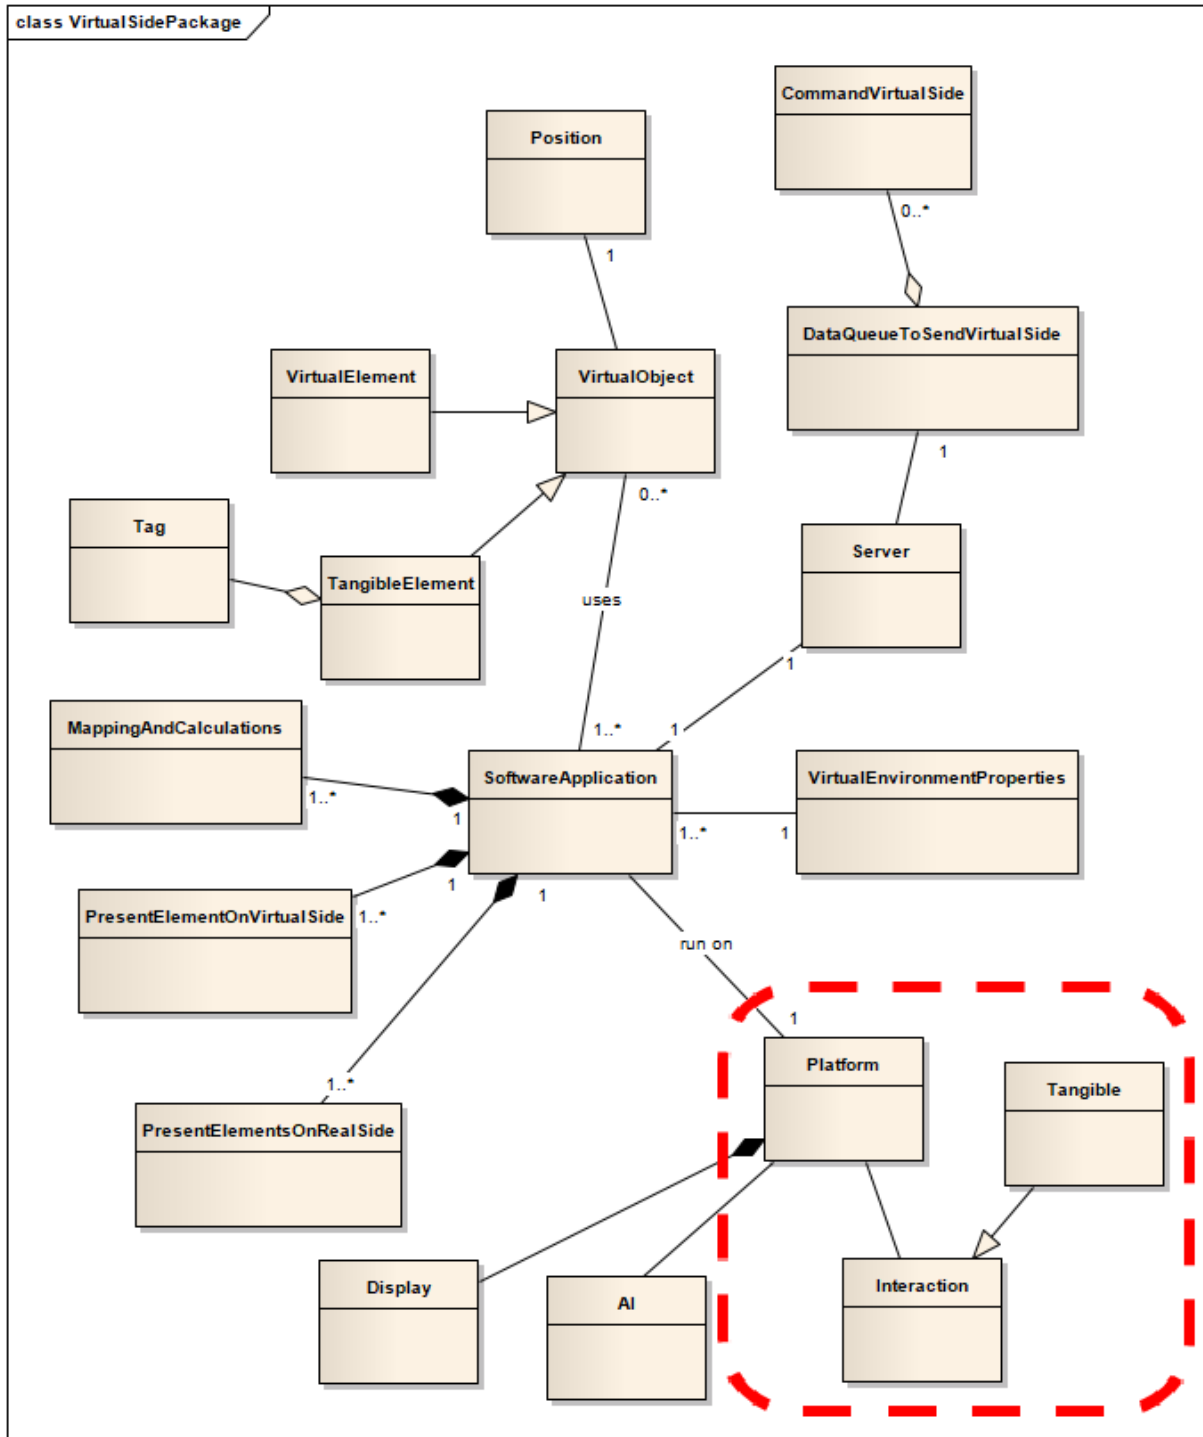 class VirtualSidePackage
CommandVirtualSide
Position
0..*
1
DataQueueToSendVirtualSide
VirtualElement
VirtualObject
1
0..*
Tag
Server
TangibleElement
uses
1
MappingAndCalculations
1..*
1
SoftwareApplication
VirtualEnvironmentProperties
1..*
1
1..*
1
PresentElementOnVirtualSide
1
1..*
1
run on
1
Platform
Tangible
1..*
PresentElementsOnRealSide
Display
AI
Interaction